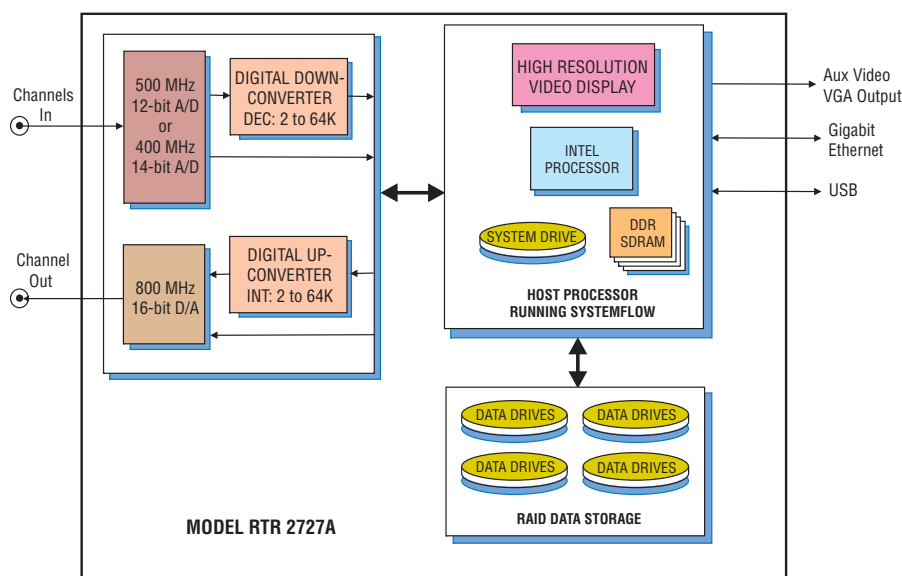 Channels
In
500 MHz
12-bit A/D
or
400 MHz
14-bit A/D
DIGITAL DOWN-
CONVERTER
DEC: 2 to 64K
Channel
Out
800 MHz
16-bit D/A
DIGITAL UP-
CONVERTER
INT: 2 to 64K
HIGH RESOLUTION
VIDEO DISPLAY
INTEL
PROCESSOR
SYSTEM DRIVE
DDR
SDRAM
HOST PROCESSOR
RUNNING SYSTEMFLOW
Aux Video
VGA Output
Gigabit
Ethernet
USB
DATA DRIVES
DATA DRIVES
DATA DRIVES
DATA DRIVES
RAID DATA STORAGE
MODEL RTR 2727A